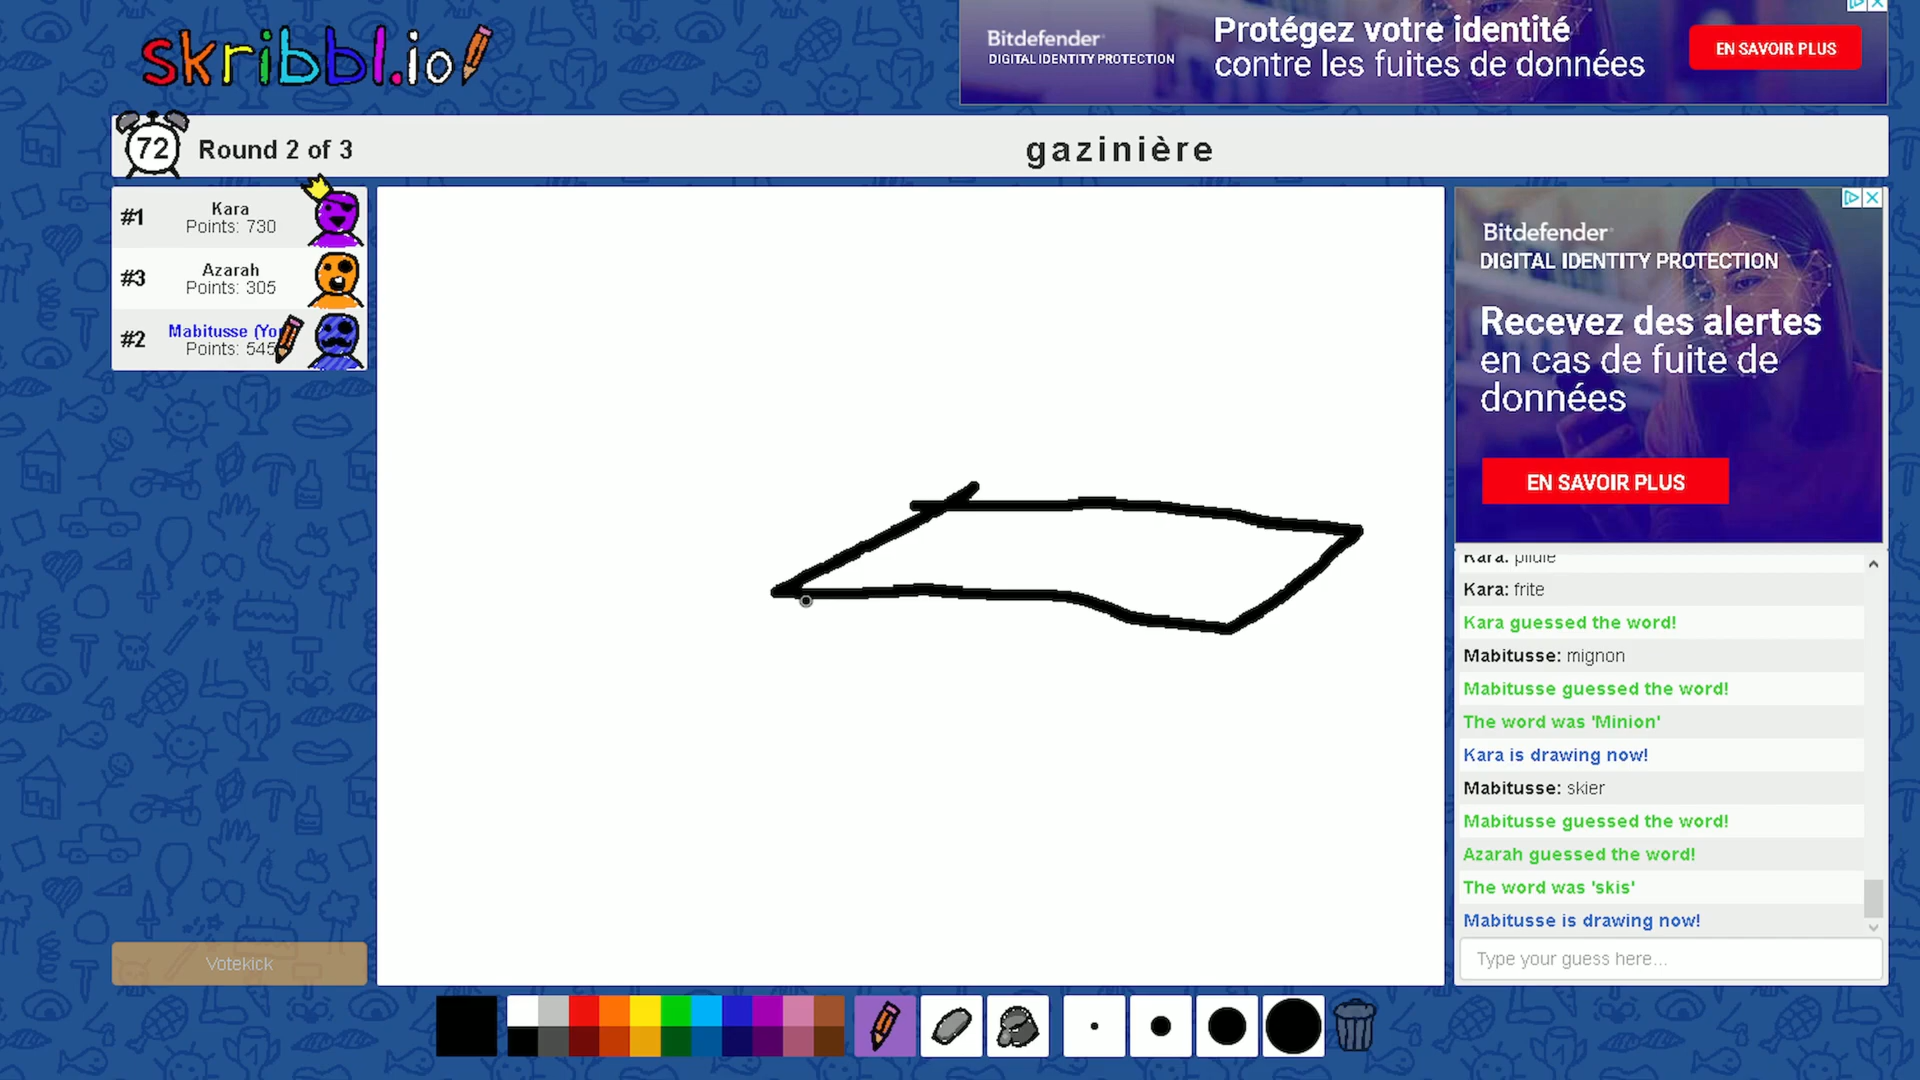 skribbl.io
Bitdefender
DIGITAL IDENTITY PROTECTION
Protégez votre identité
contre les fuites de données
EN SAVOIR PLUS
72
Round 2 of 3
gazinière
#1
Kara
Points: 730
#3
Azarah
Points: 305
#2
Mabitusse (Yo
Points: 545
Votekick
Bitdefender
DIGITAL IDENTITY PROTECTION
Recevez des alertes
en cas de fuite de
données
EN SAVOIR PLUS
Kara: pilule
Kara: frite
Kara guessed the word!
Mabitusse: mignon
Mabitusse guessed the word!
The word was 'Minion'
Kara is drawing now!
Mabitusse: skier
Mabitusse guessed the word!
Azarah guessed the word!
The word was 'skis'
Mabitusse is drawing now!
Type your guess here...